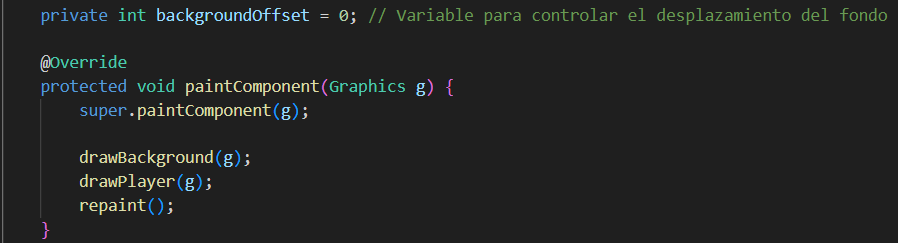 private int backgroundOffset = 0; // Variable para controlar el desplazamiento del fondo
@Override
protected void paintComponent(Graphics g) {
super.paintComponent(g);
drawBackground(g);
drawPlayer(g);
repaint();
}